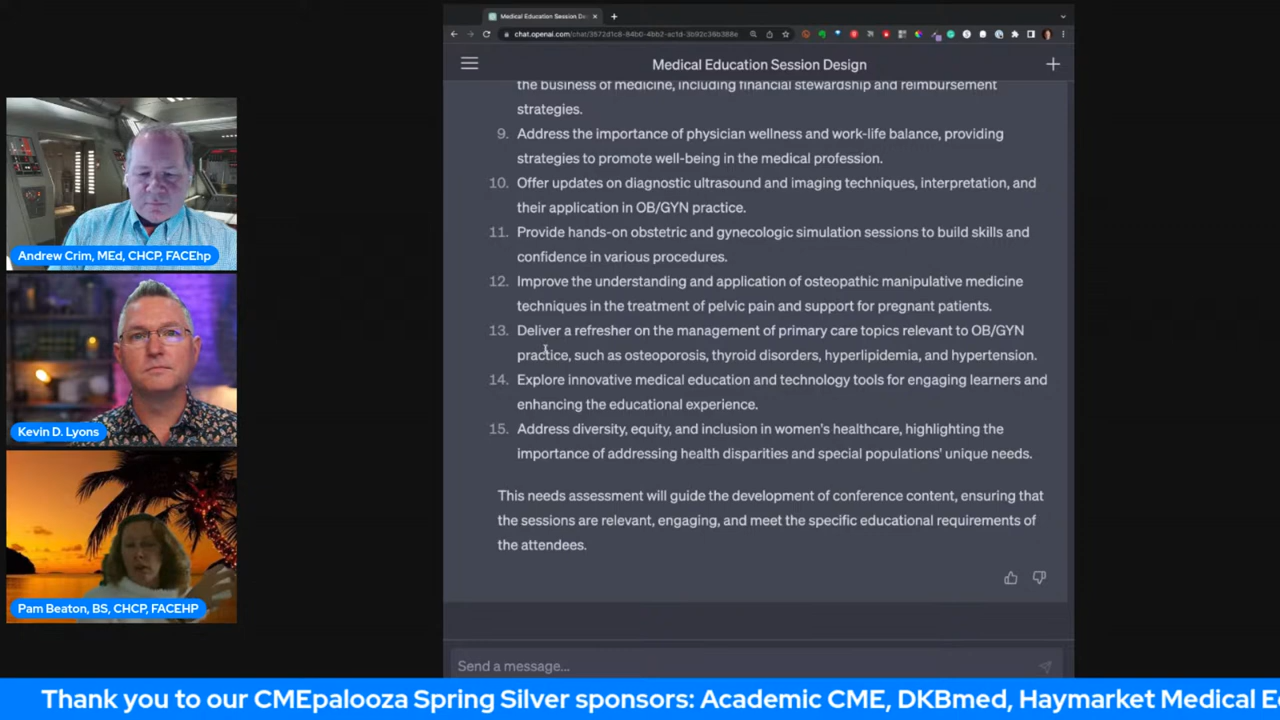 Medical Education Session De
chat.openai.com/chat/3572d1c8-84b0-4bb2-ac1d-3b92c36b388e
Medical Education Session Design
the business of medicine, including financial stewardship and reimbursement
strategies.
9. Address the importance of physician wellness and work-life balance, providing
strategies to promote well-being in the medical profession.
10. Offer updates on diagnostic ultrasound and imaging techniques, interpretation, and
their application in OB/GYN practice.
11. Provide hands-on obstetric and gynecologic simulation sessions to build skills and
confidence in various procedures.
12. Improve the understanding and application of osteopathic manipulative medicine
techniques in the treatment of pelvic pain and support for pregnant patients.
13. Deliver a refresher on the management of primary care topics relevant to OB/GYN
practice, such as osteoporosis, thyroid disorders, hyperlipidemia, and hypertension.
14. Explore innovative medical education and technology tools for engaging learners and
enhancing the educational experience.
15. Address diversity, equity, and inclusion in women's healthcare, highlighting the
importance of addressing health disparities and special populations' unique needs.
This needs assessment will guide the development of conference content, ensuring that
the sessions are relevant, engaging, and meet the specific educational requirements of
the attendees.
Send a message...
Andrew Crim, MEd, CHCP, FACEhp
Kevin D. Lyons
Pam Beaton, BS, CHCP, FACEHP
Thank you to our CMEpalooza Spring Silver sponsors: Academic CME, DKBmed, Haymarket Medical E